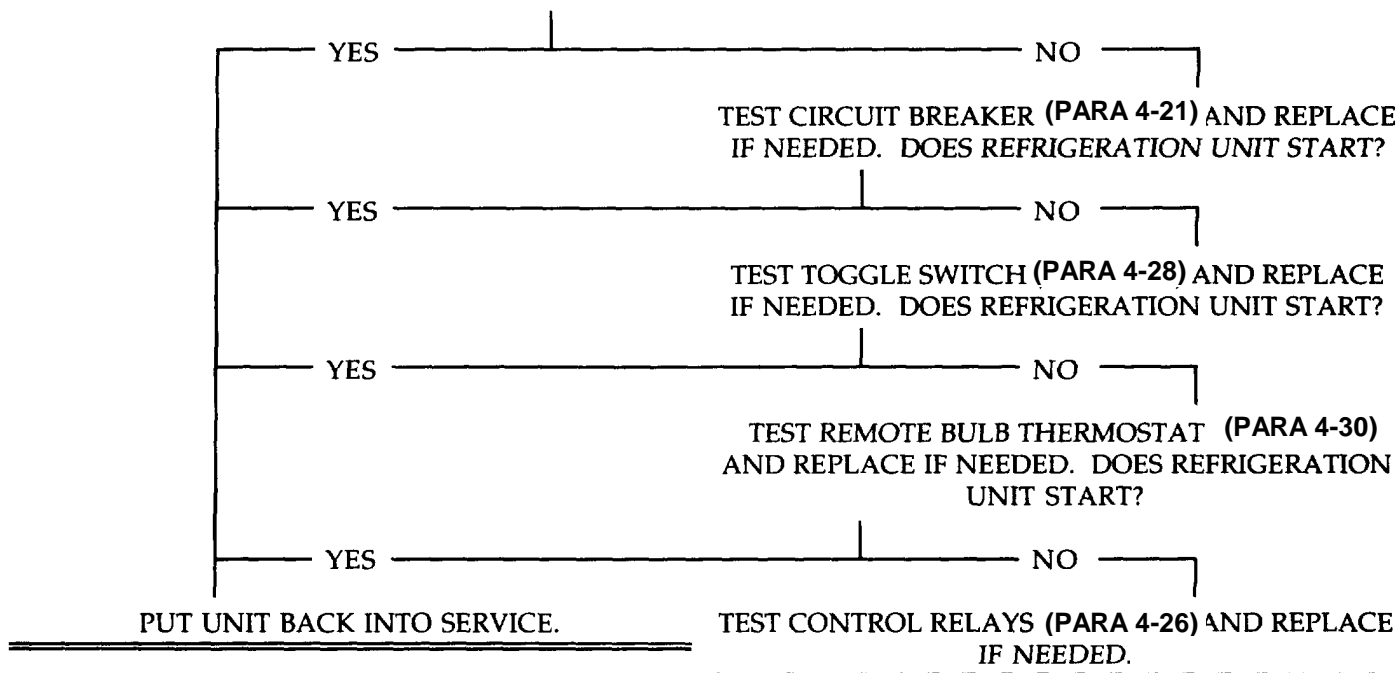 YES NO
TEST CIRCUIT BREAKER (PARA 4-21) AND REPLACE
IF NEEDED. DOES REFRIGERATION UNIT START?
YES NO
TEST TOGGLE SWITCH (PARA 4-28) AND REPLACE
IF NEEDED. DOES REFRIGERATION UNIT START?
YES NO
TEST REMOTE BULB THERMOSTAT (PARA 4-30)
AND REPLACE IF NEEDED. DOES REFRIGERATION
UNIT START?
YES NO
PUT UNIT BACK INTO SERVICE.
TEST CONTROL RELAYS (PARA 4-26) AND REPLACE
IF NEEDED.